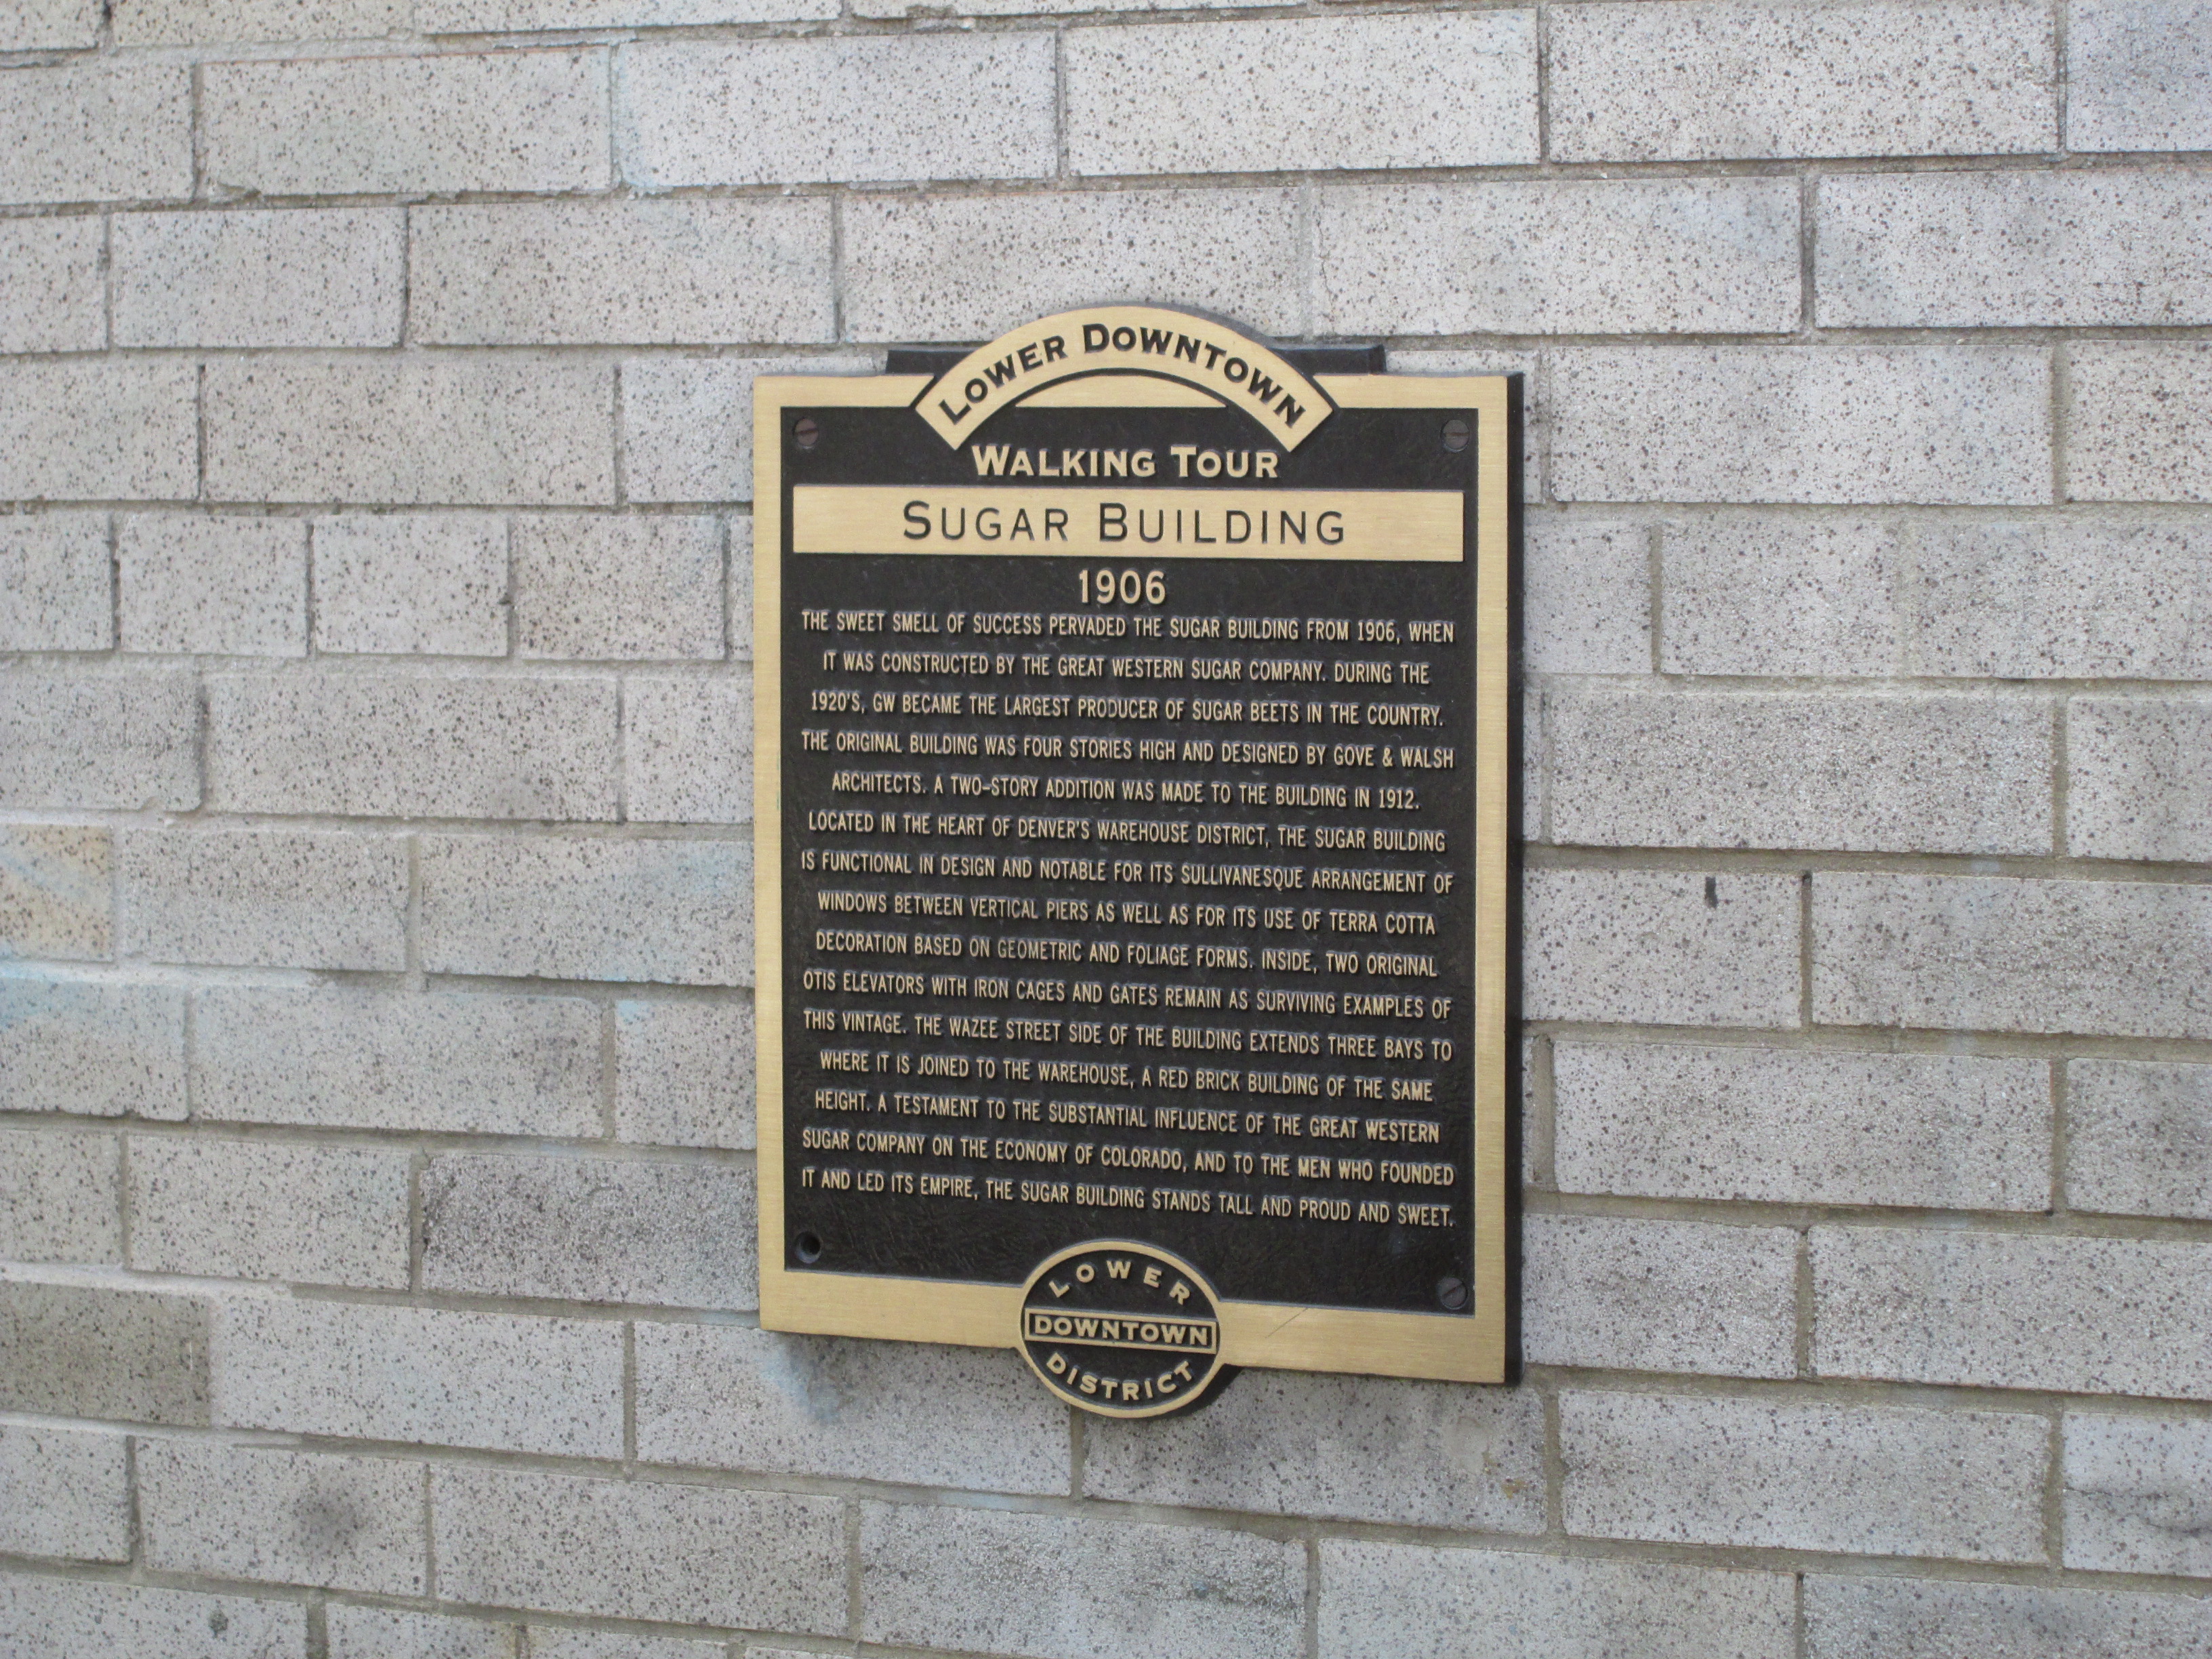 LOWER DOWNTOWN
WALKING TOUR
SUGAR BUILDING
1906
THE SWEET SMELL OF SUCCESS PERVADED THE SUGAR BUILDING FROM 1906, WHEN
IT WAS CONSTRUCTED BY THE GREAT WESTERN SUGAR COMPANY. DURING THE
1920'S, GW BECAME THE LARGEST PRODUCER OF SUGAR BEETS IN THE COUNTRY.
THE ORIGINAL BUILDING WAS FOUR STORIES HIGH AND DESIGNED BY GOVE & WALSH
ARCHITECTS. A TWO-STORY ADDITION WAS MADE TO THE BUILDING IN 1912.
LOCATED IN THE HEART OF DENVER'S WAREHOUSE DISTRICT, THE SUGAR BUILDING
IS FUNCTIONAL IN DESIGN AND NOTABLE FOR ITS SULLIVANESQUE ARRANGEMENT OF
WINDOWS BETWEEN VERTICAL PIERS AS WELL AS FOR ITS USE OF TERRA COTTA
DECORATION BASED ON GEOMETRIC AND FOLIAGE FORMS. INSIDE, TWO ORIGINAL
OTIS ELEVATORS WITH IRON CAGES AND GATES REMAIN AS SURVIVING EXAMPLES OF
THIS VINTAGE. THE WAZEE STREET SIDE OF THE BUILDING EXTENDS THREE BAYS TO
WHERE IT IS JOINED TO THE WAREHOUSE, A RED BRICK BUILDING OF THE SAME
HEIGHT. A TESTAMENT TO THE SUBSTANTIAL INFLUENCE OF THE GREAT WESTERN
SUGAR COMPANY ON THE ECONOMY OF COLORADO, AND TO THE MEN WHO FOUNDED
IT AND LED ITS EMPIRE, THE SUGAR BUILDING STANDS TALL AND PROUD AND SWEET.
LOWER
DOWNTOWN
DISTRICT